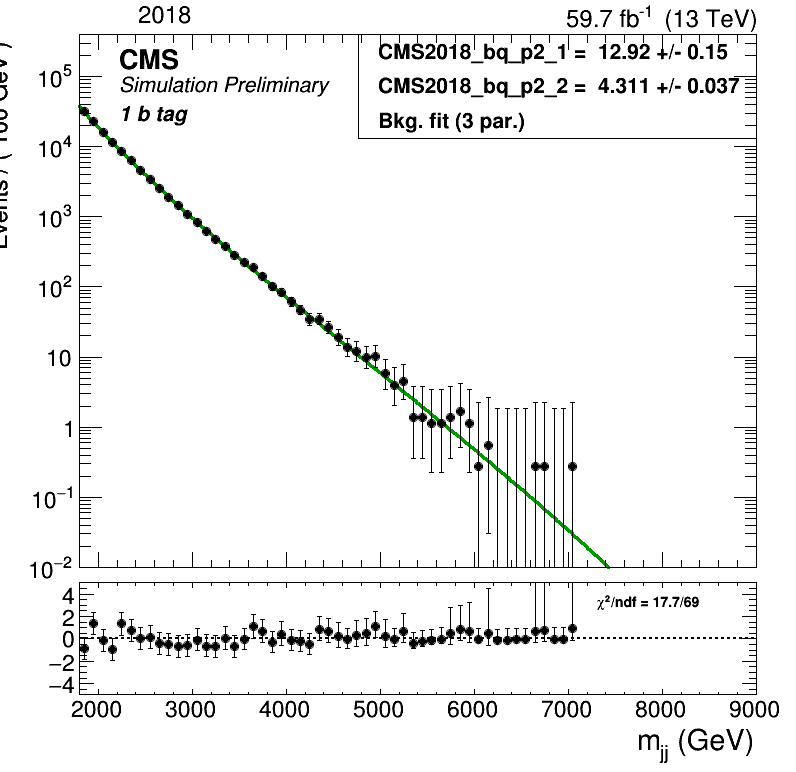 2018
59.7 fb⁻¹ (13 TeV)
CMS
Simulation Preliminary
1 b tag
CMS2018_bq_p2_1 = 12.92 +/- 0.15
CMS2018_bq_p2_2 = 4.311 +/- 0.037
Bkg. fit (3 par.)
Events / ( 100 GeV )
10⁵
10⁴
10³
10²
10
1
10⁻¹
10⁻²
χ²/ndf = 17.7/69
4
2
0
−2
−4
2000 3000 4000 5000 6000 7000 8000 9000
m_jj (GeV)